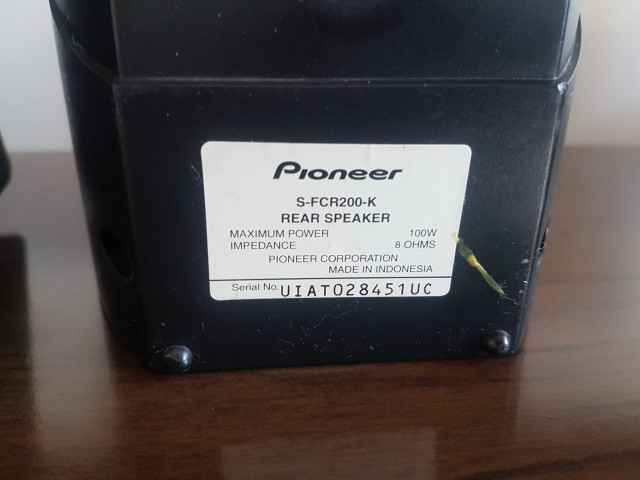 Pioneer
S-FCR200-K
REAR SPEAKER
MAXIMUM POWER 100W
IMPEDANCE 8 OHMS
PIONEER CORPORATION
MADE IN INDONESIA
Serial No. UIAT028451UC